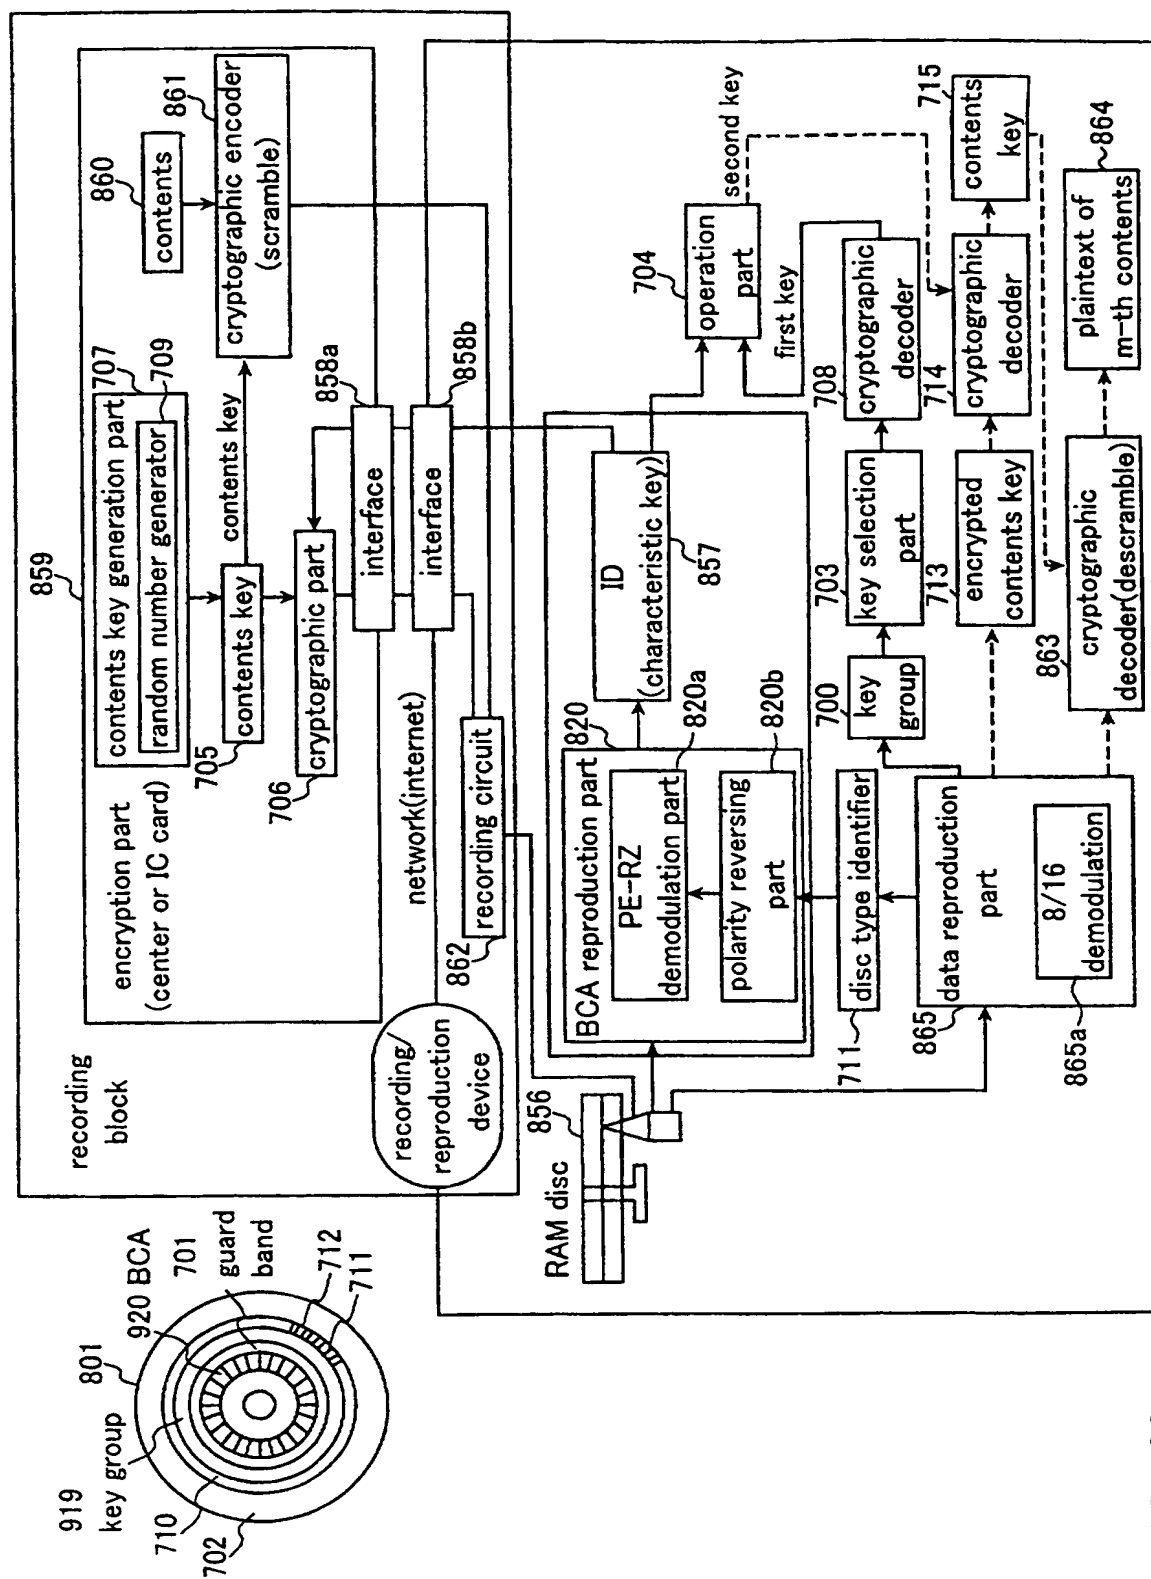 859
860
contents
861
cryptographic encoder
(scramble)
contents key generation part
707
random number generator
709
encryption part
(center or IC card)
705
contents key
contents key
706
cryptographic part
858a
interface
858b
interface
network(internet)
recording
block
recording/
reproduction
device
862
recording circuit
919
key group
801
920 BCA
701
guard
band
712
711
710
702
RAM disc
856
820
BCA reproduction part
820a
PE-RZ
demodulation part
820b
polarity reversing
part
ID
(characteristic key)
857
704
operation
part
second key
first key
711
disc type identifier
700
key
group
703
key selection
part
708
cryptographic
decoder
865
data reproduction
part
865a
8/16
demodulation
713
encrypted
contents key
714
cryptographic
decoder
715
contents
key
863
cryptographic
decoder(descramble)
864
plaintext of
m-th contents